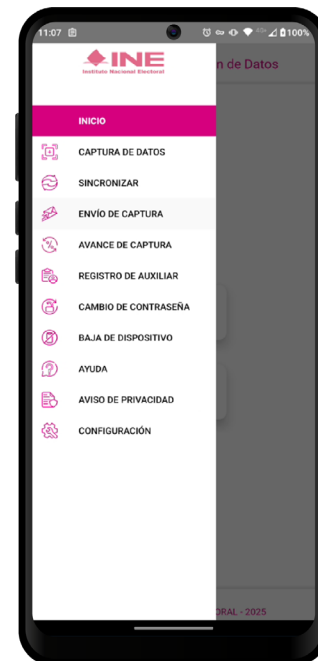 11:07
100%
INE
Instituto Nacional Electoral
n de Datos
INICIO
CAPTURA DE DATOS
SINCRONIZAR
ENVÍO DE CAPTURA
AVANCE DE CAPTURA
REGISTRO DE AUXILIAR
CAMBIO DE CONTRASEÑA
BAJA DE DISPOSITIVO
AYUDA
AVISO DE PRIVACIDAD
CONFIGURACIÓN
ORAL - 2025